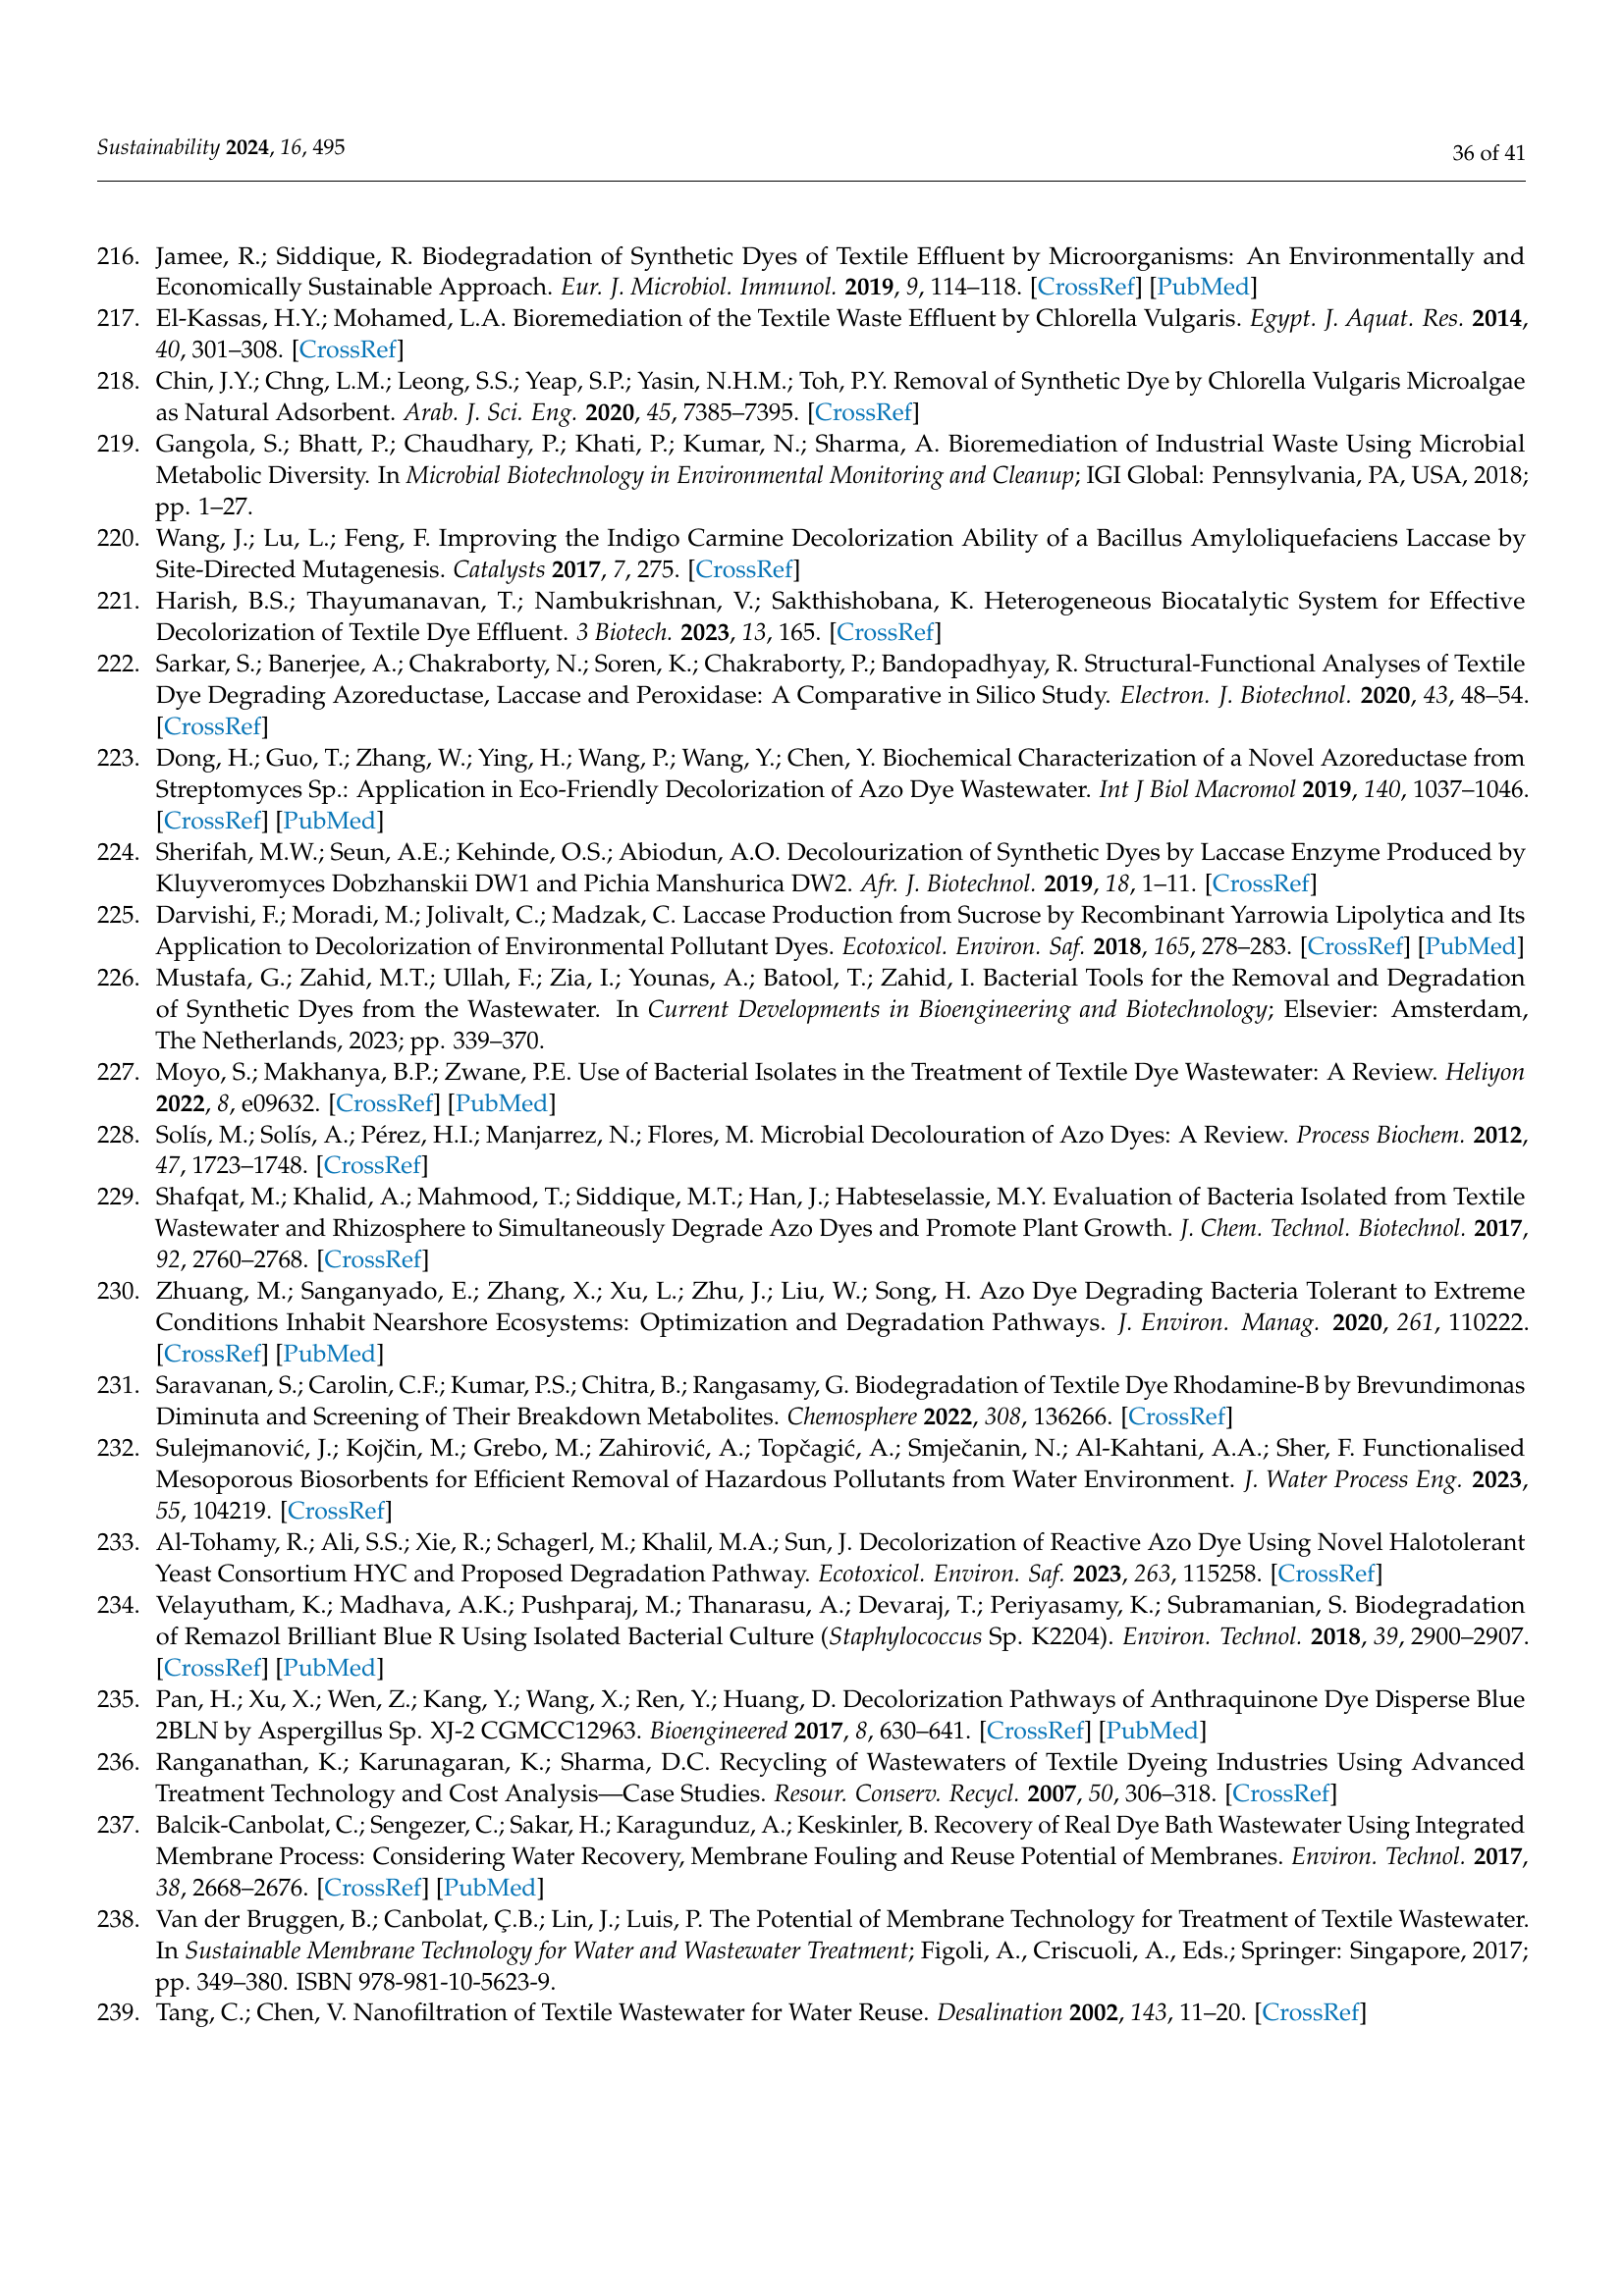 Sustainability 2024, 16, 495
36 of 41
216. Jamee, R.; Siddique, R. Biodegradation of Synthetic Dyes of Textile Effluent by Microorganisms: An Environmentally and
Economically Sustainable Approach. Eur. J. Microbiol. Immunol. 2019, 9, 114–118. [CrossRef] [PubMed]
217. El-Kassas, H.Y.; Mohamed, L.A. Bioremediation of the Textile Waste Effluent by Chlorella Vulgaris. Egypt. J. Aquat. Res. 2014,
40, 301–308. [CrossRef]
218. Chin, J.Y.; Chng, L.M.; Leong, S.S.; Yeap, S.P.; Yasin, N.H.M.; Toh, P.Y. Removal of Synthetic Dye by Chlorella Vulgaris Microalgae
as Natural Adsorbent. Arab. J. Sci. Eng. 2020, 45, 7385–7395. [CrossRef]
219. Gangola, S.; Bhatt, P.; Chaudhary, P.; Khati, P.; Kumar, N.; Sharma, A. Bioremediation of Industrial Waste Using Microbial
Metabolic Diversity. In Microbial Biotechnology in Environmental Monitoring and Cleanup; IGI Global: Pennsylvania, PA, USA, 2018;
pp. 1–27.
220. Wang, J.; Lu, L.; Feng, F. Improving the Indigo Carmine Decolorization Ability of a Bacillus Amyloliquefaciens Laccase by
Site-Directed Mutagenesis. Catalysts 2017, 7, 275. [CrossRef]
221. Harish, B.S.; Thayumanavan, T.; Nambukrishnan, V.; Sakthishobana, K. Heterogeneous Biocatalytic System for Effective
Decolorization of Textile Dye Effluent. 3 Biotech. 2023, 13, 165. [CrossRef]
222. Sarkar, S.; Banerjee, A.; Chakraborty, N.; Soren, K.; Chakraborty, P.; Bandopadhyay, R. Structural-Functional Analyses of Textile
Dye Degrading Azoreductase, Laccase and Peroxidase: A Comparative in Silico Study. Electron. J. Biotechnol. 2020, 43, 48–54.
[CrossRef]
223. Dong, H.; Guo, T.; Zhang, W.; Ying, H.; Wang, P.; Wang, Y.; Chen, Y. Biochemical Characterization of a Novel Azoreductase from
Streptomyces Sp.: Application in Eco-Friendly Decolorization of Azo Dye Wastewater. Int J Biol Macromol 2019, 140, 1037–1046.
[CrossRef] [PubMed]
224. Sherifah, M.W.; Seun, A.E.; Kehinde, O.S.; Abiodun, A.O. Decolourization of Synthetic Dyes by Laccase Enzyme Produced by
Kluyveromyces Dobzhanskii DW1 and Pichia Manshurica DW2. Afr. J. Biotechnol. 2019, 18, 1–11. [CrossRef]
225. Darvishi, F.; Moradi, M.; Jolivalt, C.; Madzak, C. Laccase Production from Sucrose by Recombinant Yarrowia Lipolytica and Its
Application to Decolorization of Environmental Pollutant Dyes. Ecotoxicol. Environ. Saf. 2018, 165, 278–283. [CrossRef] [PubMed]
226. Mustafa, G.; Zahid, M.T.; Ullah, F.; Zia, I.; Younas, A.; Batool, T.; Zahid, I. Bacterial Tools for the Removal and Degradation
of Synthetic Dyes from the Wastewater. In Current Developments in Bioengineering and Biotechnology; Elsevier: Amsterdam,
The Netherlands, 2023; pp. 339–370.
227. Moyo, S.; Makhanya, B.P.; Zwane, P.E. Use of Bacterial Isolates in the Treatment of Textile Dye Wastewater: A Review. Heliyon
2022, 8, e09632. [CrossRef] [PubMed]
228. Solís, M.; Solís, A.; Pérez, H.I.; Manjarrez, N.; Flores, M. Microbial Decolouration of Azo Dyes: A Review. Process Biochem. 2012,
47, 1723–1748. [CrossRef]
229. Shafqat, M.; Khalid, A.; Mahmood, T.; Siddique, M.T.; Han, J.; Habteselassie, M.Y. Evaluation of Bacteria Isolated from Textile
Wastewater and Rhizosphere to Simultaneously Degrade Azo Dyes and Promote Plant Growth. J. Chem. Technol. Biotechnol. 2017,
92, 2760–2768. [CrossRef]
230. Zhuang, M.; Sanganyado, E.; Zhang, X.; Xu, L.; Zhu, J.; Liu, W.; Song, H. Azo Dye Degrading Bacteria Tolerant to Extreme
Conditions Inhabit Nearshore Ecosystems: Optimization and Degradation Pathways. J. Environ. Manag. 2020, 261, 110222.
[CrossRef] [PubMed]
231. Saravanan, S.; Carolin, C.F.; Kumar, P.S.; Chitra, B.; Rangasamy, G. Biodegradation of Textile Dye Rhodamine-B by Brevundimonas
Diminuta and Screening of Their Breakdown Metabolites. Chemosphere 2022, 308, 136266. [CrossRef]
232. Sulejmanović, J.; Kojčin, M.; Grebo, M.; Zahirović, A.; Topčagić, A.; Smječanin, N.; Al-Kahtani, A.A.; Sher, F. Functionalised
Mesoporous Biosorbents for Efficient Removal of Hazardous Pollutants from Water Environment. J. Water Process Eng. 2023,
55, 104219. [CrossRef]
233. Al-Tohamy, R.; Ali, S.S.; Xie, R.; Schagerl, M.; Khalil, M.A.; Sun, J. Decolorization of Reactive Azo Dye Using Novel Halotolerant
Yeast Consortium HYC and Proposed Degradation Pathway. Ecotoxicol. Environ. Saf. 2023, 263, 115258. [CrossRef]
234. Velayutham, K.; Madhava, A.K.; Pushparaj, M.; Thanarasu, A.; Devaraj, T.; Periyasamy, K.; Subramanian, S. Biodegradation
of Remazol Brilliant Blue R Using Isolated Bacterial Culture (Staphylococcus Sp. K2204). Environ. Technol. 2018, 39, 2900–2907.
[CrossRef] [PubMed]
235. Pan, H.; Xu, X.; Wen, Z.; Kang, Y.; Wang, X.; Ren, Y.; Huang, D. Decolorization Pathways of Anthraquinone Dye Disperse Blue
2BLN by Aspergillus Sp. XJ-2 CGMCC12963. Bioengineered 2017, 8, 630–641. [CrossRef] [PubMed]
236. Ranganathan, K.; Karunagaran, K.; Sharma, D.C. Recycling of Wastewaters of Textile Dyeing Industries Using Advanced
Treatment Technology and Cost Analysis—Case Studies. Resour. Conserv. Recycl. 2007, 50, 306–318. [CrossRef]
237. Balcik-Canbolat, C.; Sengezer, C.; Sakar, H.; Karagunduz, A.; Keskinler, B. Recovery of Real Dye Bath Wastewater Using Integrated
Membrane Process: Considering Water Recovery, Membrane Fouling and Reuse Potential of Membranes. Environ. Technol. 2017,
38, 2668–2676. [CrossRef] [PubMed]
238. Van der Bruggen, B.; Canbolat, Ç.B.; Lin, J.; Luis, P. The Potential of Membrane Technology for Treatment of Textile Wastewater.
In Sustainable Membrane Technology for Water and Wastewater Treatment; Figoli, A., Criscuoli, A., Eds.; Springer: Singapore, 2017;
pp. 349–380. ISBN 978-981-10-5623-9.
239. Tang, C.; Chen, V. Nanofiltration of Textile Wastewater for Water Reuse. Desalination 2002, 143, 11–20. [CrossRef]